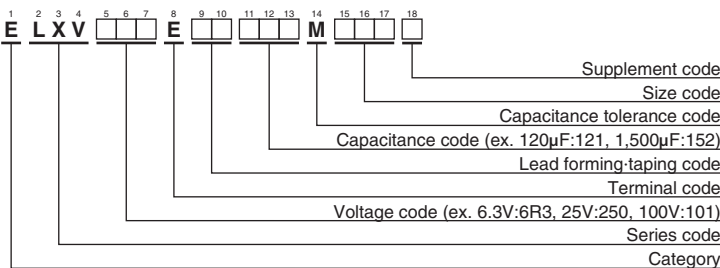 1 2 3 4 5 6 7 8 9 10 11 12 13 14 15 16 17 18
E L X V E M
Supplement code
Size code
Capacitance tolerance code
Capacitance code (ex. 120μF:121, 1,500μF:152)
Lead forming·taping code
Terminal code
Voltage code (ex. 6.3V:6R3, 25V:250, 100V:101)
Series code
Category